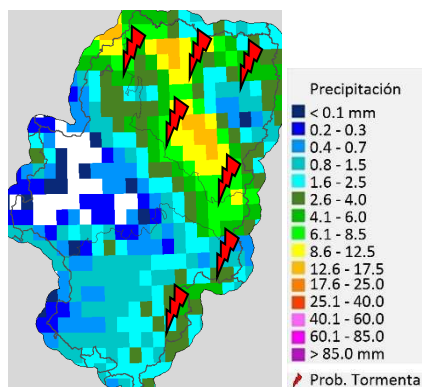 Precipitación
< 0.1 mm
0.2 - 0.3
0.4 - 0.7
0.8 - 1.5
1.6 - 2.5
2.6 - 4.0
4.1 - 6.0
6.1 - 8.5
8.6 - 12.5
12.6 - 17.5
17.6 - 25.0
25.1 - 40.0
40.1 - 60.0
60.1 - 85.0
> 85.0 mm
Prob. Tormenta